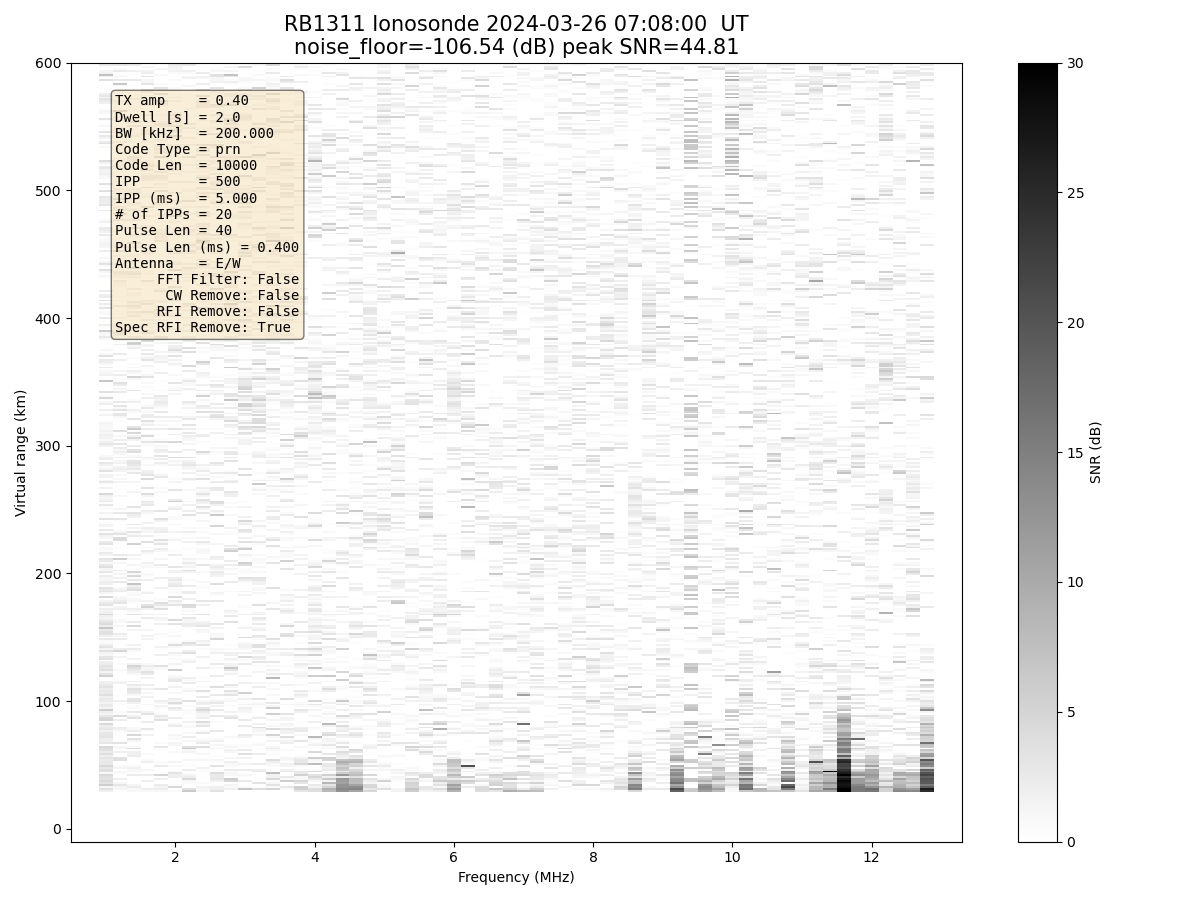 RB1311 Ionosonde 2024-03-26 07:08:00  UT
noise_floor=-106.54 (dB) peak SNR=44.81
TX amp    = 0.40
Dwell [s] = 2.0
BW [kHz]  = 200.000
Code Type = prn
Code Len  = 10000
IPP       = 500
IPP (ms)  = 5.000
# of IPPs = 20
Pulse Len = 40
Pulse Len (ms) = 0.400
Antenna   = E/W
FFT Filter: False
CW Remove: False
RFI Remove: False
Spec RFI Remove: True
600
500
400
300
200
100
0
Virtual range (km)
2 4 6 8 10 12
Frequency (MHz)
30
25
20
15
10
5
0
SNR (dB)